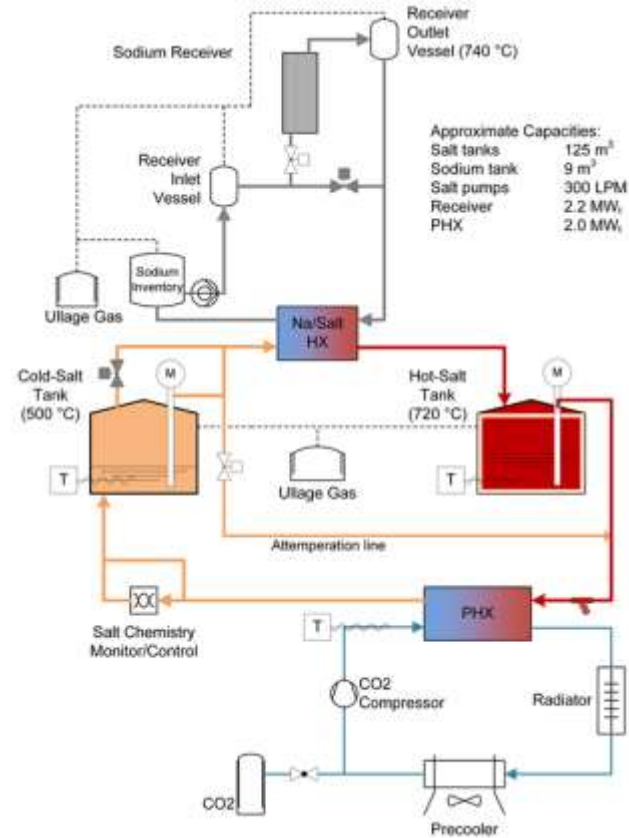 Receiver
Outlet
Vessel (740 °C)
Sodium Receiver
Approximate Capacities:
Salt tanks 125 m³
Sodium tank 9 m³
Salt pumps 300 LPM
Receiver 2.2 MWₜ
PHX 2.0 MWₜ
Receiver
Inlet
Vessel
Sodium
Inventory
Ullage Gas
Na/Salt
HX
Cold-Salt
Tank
(500 °C)
M
Hot-Salt
Tank
(720 °C)
M
T
Ullage Gas
T
Attemperation line
Salt Chemistry
Monitor/Control
T
PHX
CO2
Compressor
Radiator
CO2
Precooler